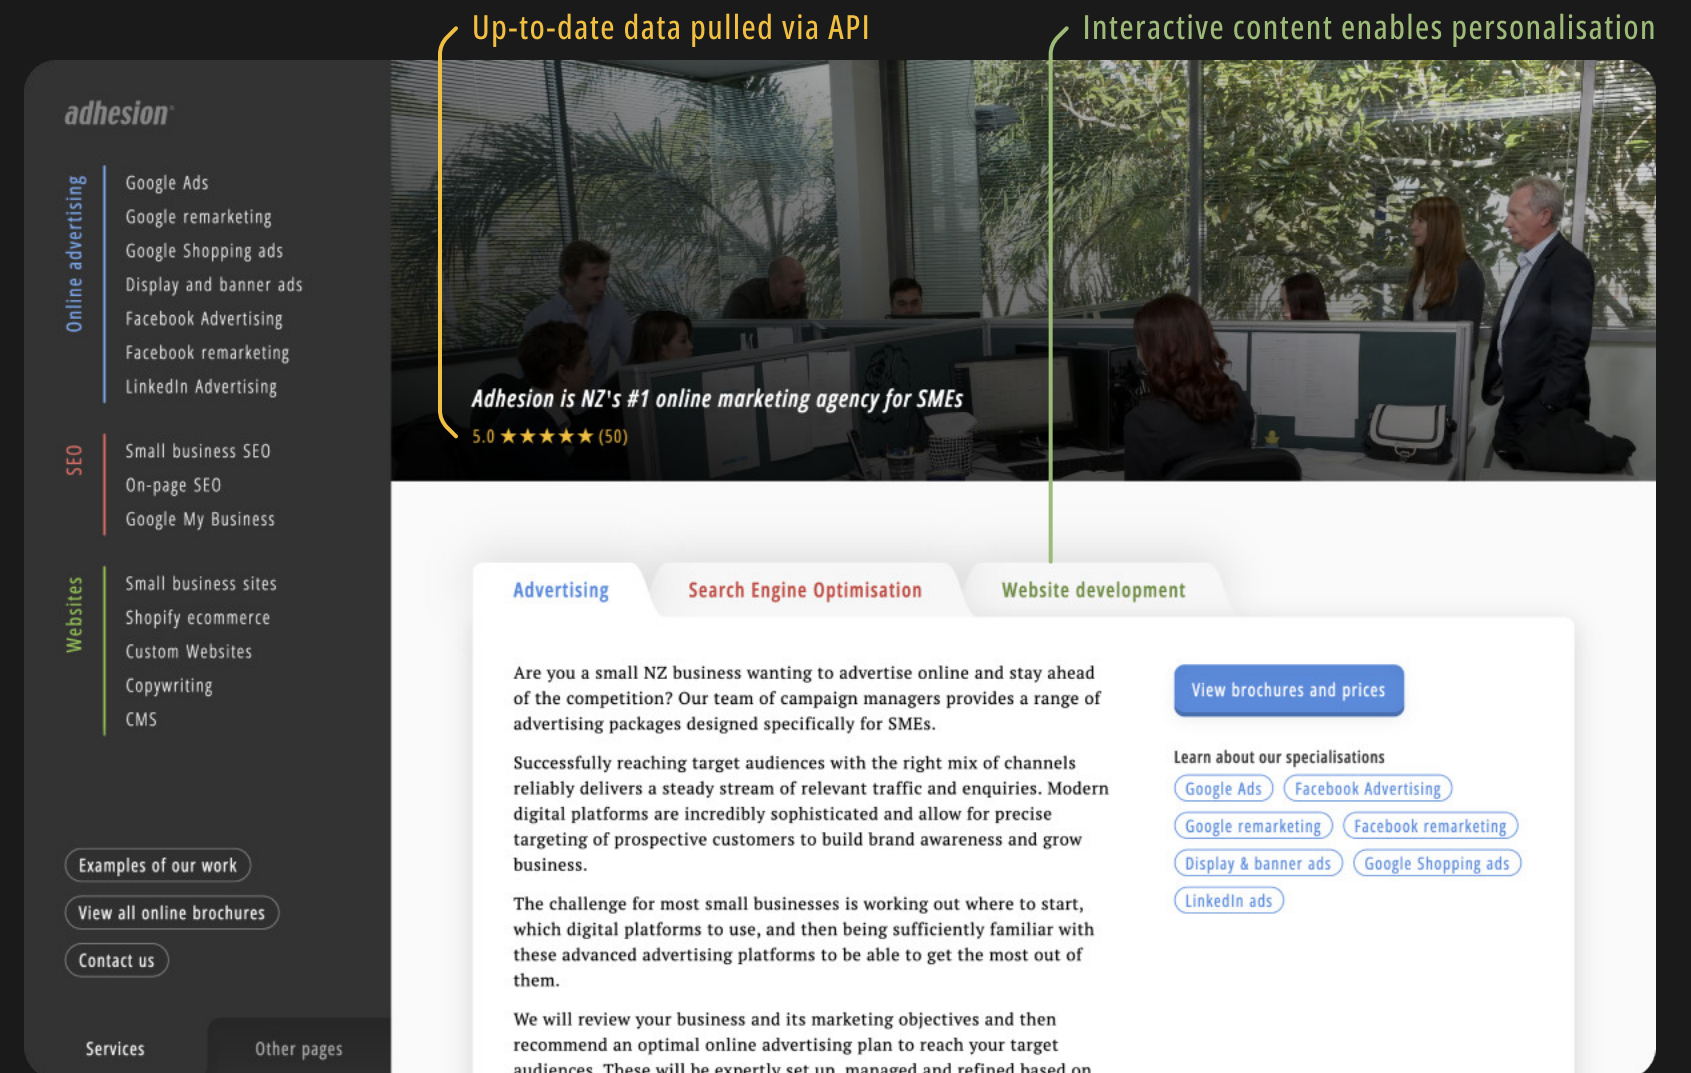 Up-to-date data pulled via API
Interactive content enables personalisation
adhesion
Online advertising
Google Ads
Google remarketing
Google Shopping ads
Display and banner ads
Facebook Advertising
Facebook remarketing
LinkedIn Advertising
SEO
Small business SEO
On-page SEO
Google My Business
Websites
Small business sites
Shopify ecommerce
Custom Websites
Copywriting
CMS
Examples of our work
View all online brochures
Contact us
Services
Other pages
Adhesion is NZ's #1 online marketing agency for SMEs
5.0 ★★★★★ (50)
Advertising
Search Engine Optimisation
Website development
Are you a small NZ business wanting to advertise online and stay ahead
of the competition? Our team of campaign managers provides a range of
advertising packages designed specifically for SMEs.
Successfully reaching target audiences with the right mix of channels
reliably delivers a steady stream of relevant traffic and enquiries. Modern
digital platforms are incredibly sophisticated and allow for precise
targeting of prospective customers to build brand awareness and grow
business.
The challenge for most small businesses is working out where to start,
which digital platforms to use, and then being sufficiently familiar with
these advanced advertising platforms to be able to get the most out of
them.
We will review your business and its marketing objectives and then
recommend an optimal online advertising plan to reach your target
audiences. These will be expertly set up, managed and refined based on
View brochures and prices
Learn about our specialisations
Google Ads
Facebook Advertising
Google remarketing
Facebook remarketing
Display & banner ads
Google Shopping ads
LinkedIn ads